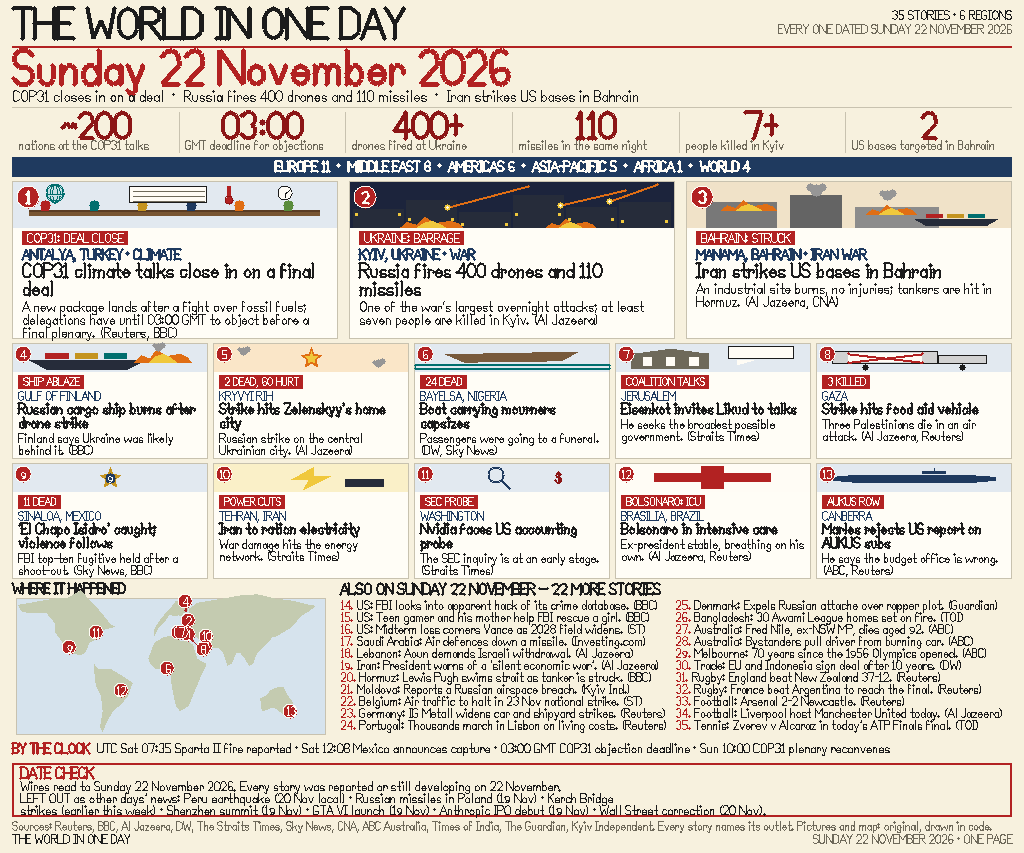 THE WORLD IN ONE DAY
35 STORIES • 6 REGIONS
EVERY ONE DATED SUNDAY 22 NOVEMBER 2026
Sunday 22 November 2026
COP31 closes in on a deal • Russia fires 400 drones and 110 missiles • Iran strikes US bases in Bahrain
~200
nations at the COP31 talks
03:00
GMT deadline for objections
400+
drones fired at Ukraine
110
missiles in the same night
7+
people killed in Kyiv
2
US bases targeted in Bahrain
EUROPE 11 • MIDDLE EAST 8 • AMERICAS 6 • ASIA-PACIFIC 5 • AFRICA 1 • WORLD 4
1
COP31: DEAL CLOSE
ANTALYA, TURKEY • CLIMATE
COP31 climate talks close in on a final
deal
A new package lands after a fight over fossil fuels;
delegations have until 03:00 GMT to object before a
final plenary. (Reuters, BBC)
2
UKRAINE: BARRAGE
KYIV, UKRAINE • WAR
Russia fires 400 drones and 110
missiles
One of the war's largest overnight attacks; at least
seven people are killed in Kyiv. (Al Jazeera)
3
BAHRAIN: STRUCK
MANAMA, BAHRAIN • IRAN WAR
Iran strikes US bases in Bahrain
An industrial site burns, no injuries; tankers are hit in
Hormuz. (Al Jazeera, CNA)
4
SHIP ABLAZE
GULF OF FINLAND
Russian cargo ship burns after
drone strike
Finland says Ukraine was likely
behind it. (BBC)
5
2 DEAD, 60 HURT
KRYVYI RIH
Strike hits Zelenskyy's home
city
Russian strike on the central
Ukrainian city. (Al Jazeera)
6
24 DEAD
BAYELSA, NIGERIA
Boat carrying mourners
capsizes
Passengers were going to a funeral.
(DW, Sky News)
7
COALITION TALKS
JERUSALEM
Eisenkot invites Likud to talks
He seeks the broadest possible
government. (Straits Times)
8
3 KILLED
GAZA
Strike hits food aid vehicle
Three Palestinians die in an air
attack. (Al Jazeera, Reuters)
9
11 DEAD
SINALOA, MEXICO
'El Chapo Isidro' caught;
violence follows
FBI top-ten fugitive held after a
shootout. (Sky News, BBC)
10
POWER CUTS
TEHRAN, IRAN
Iran to ration electricity
War damage hits the energy
network. (Straits Times)
11
$
SEC PROBE
WASHINGTON
Nvidia faces US accounting
probe
The SEC inquiry is at an early stage.
(Straits Times)
12
BOLSONARO: ICU
BRASILIA, BRAZIL
Bolsonaro in intensive care
Ex-president stable, breathing on his
own. (Al Jazeera, Reuters)
13
AUKUS ROW
CANBERRA
Marles rejects US report on
AUKUS subs
He says the budget office is wrong.
(ABC, Reuters)
WHERE IT HAPPENED
4
2
10
11
9
8
6
12
13
ALSO ON SUNDAY 22 NOVEMBER — 22 MORE STORIES
14. US: FBI looks into apparent hack of its crime database. (BBC)
15. US: Teen gamer and his mother help FBI rescue a girl. (BBC)
16. US: Midterm loss corners Vance as 2028 field widens. (ST)
17. Saudi Arabia: Air defences down a missile. (Investing.com)
18. Lebanon: Aoun demands Israeli withdrawal. (Al Jazeera)
19. Iran: President warns of a 'silent economic war'. (Al Jazeera)
20. Hormuz: Lewis Pugh swims strait as tanker is struck. (BBC)
21. Moldova: Reports a Russian airspace breach. (Kyiv Ind.)
22. Belgium: Air traffic to halt in 23 Nov national strike. (ST)
23. Germany: IG Metall widens car and shipyard strikes. (Reuters)
24. Portugal: Thousands march in Lisbon on living costs. (Reuters)
25. Denmark: Expels Russian attache over rapper plot. (Guardian)
26. Bangladesh: 30 Awami League homes set on fire. (TOI)
27. Australia: Fred Nile, ex-NSW MP, dies aged 92. (ABC)
28. Australia: Bystanders pull driver from burning car. (ABC)
29. Melbourne: 70 years since the 1956 Olympics opened. (ABC)
30. Trade: EU and Indonesia sign deal after 10 years. (DW)
31. Rugby: England beat New Zealand 37-12. (Reuters)
32. Rugby: France beat Argentina to reach the final. (Reuters)
33. Football: Arsenal 2-2 Newcastle. (Reuters)
34. Football: Liverpool host Manchester United today. (Al Jazeera)
35. Tennis: Zverev v Alcaraz in today's ATP Finals final. (TOI)
BY THE CLOCK UTC Sat 07:35 Sparta II fire reported • Sat 12:08 Mexico announces capture • 03:00 GMT COP31 objection deadline • Sun 10:00 COP31 plenary reconvenes
DATE CHECK
Wires read to Sunday 22 November 2026. Every story was reported or still developing on 22 November.
LEFT OUT as other days' news: Peru earthquake (20 Nov local) • Russian missiles in Poland (19 Nov) • Kerch Bridge
strikes (earlier this week) • Shenzhen summit (19 Nov) • GTA VI launch (19 Nov) • Anthropic IPO debut (19 Nov) • Wall Street correction (20 Nov).
Sources: Reuters, BBC, Al Jazeera, DW, The Straits Times, Sky News, CNA, ABC Australia, Times of India, The Guardian, Kyiv Independent. Every story names its outlet. Pictures and map: original, drawn in code.
THE WORLD IN ONE DAY
SUNDAY 22 NOVEMBER 2026 • ONE PAGE